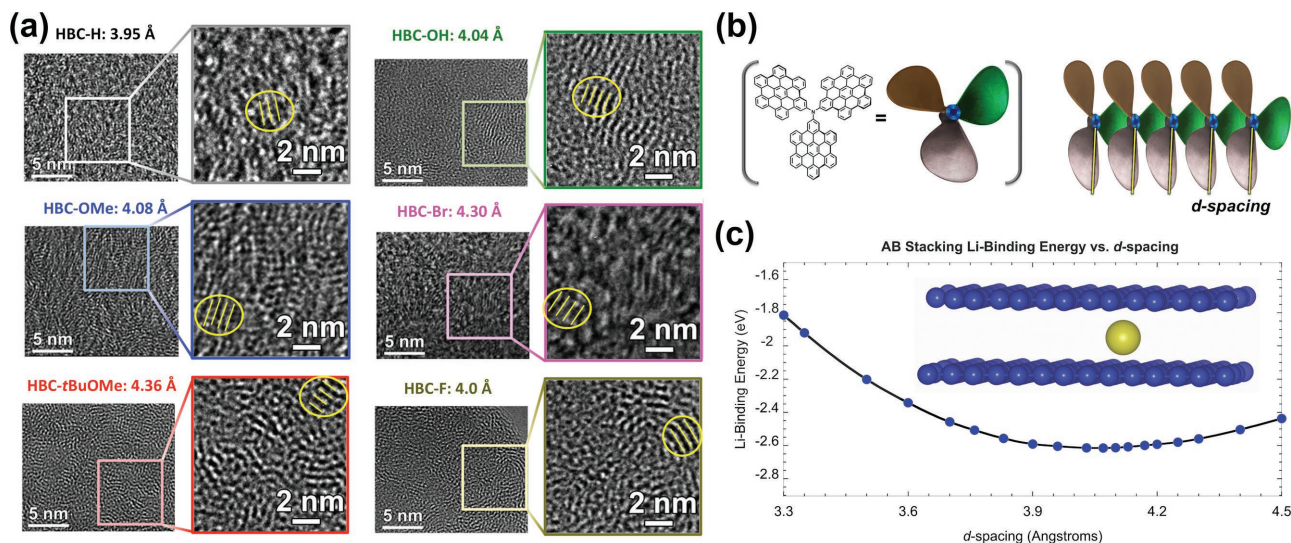 (a)
HBC-H: 3.95 Å
5 nm
2 nm
HBC-OH: 4.04 Å
5 nm
2 nm
HBC-OMe: 4.08 Å
5 nm
2 nm
HBC-Br: 4.30 Å
5 nm
2 nm
HBC-tBuOMe: 4.36 Å
5 nm
2 nm
HBC-F: 4.0 Å
5 nm
2 nm
(b)
N
=
d-spacing
(c)
AB Stacking Li-Binding Energy vs. d-spacing
Li-Binding Energy (eV)
-1.6
-1.8
-2
-2.2
-2.4
-2.6
-2.8
3.3
3.6
3.9
4.2
4.5
d-spacing (Angstroms)